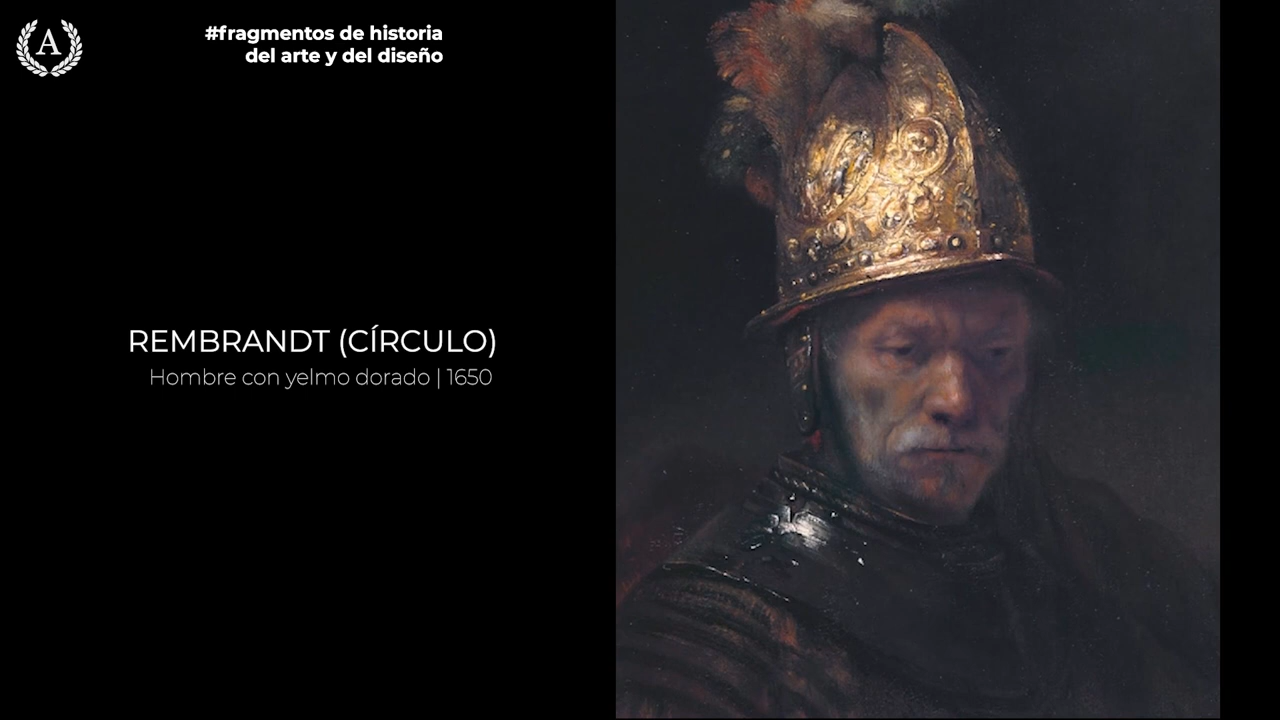 A
#fragmentos de historia
del arte y del diseño
REMBRANDT (CÍRCULO)
Hombre con yelmo dorado | 1650